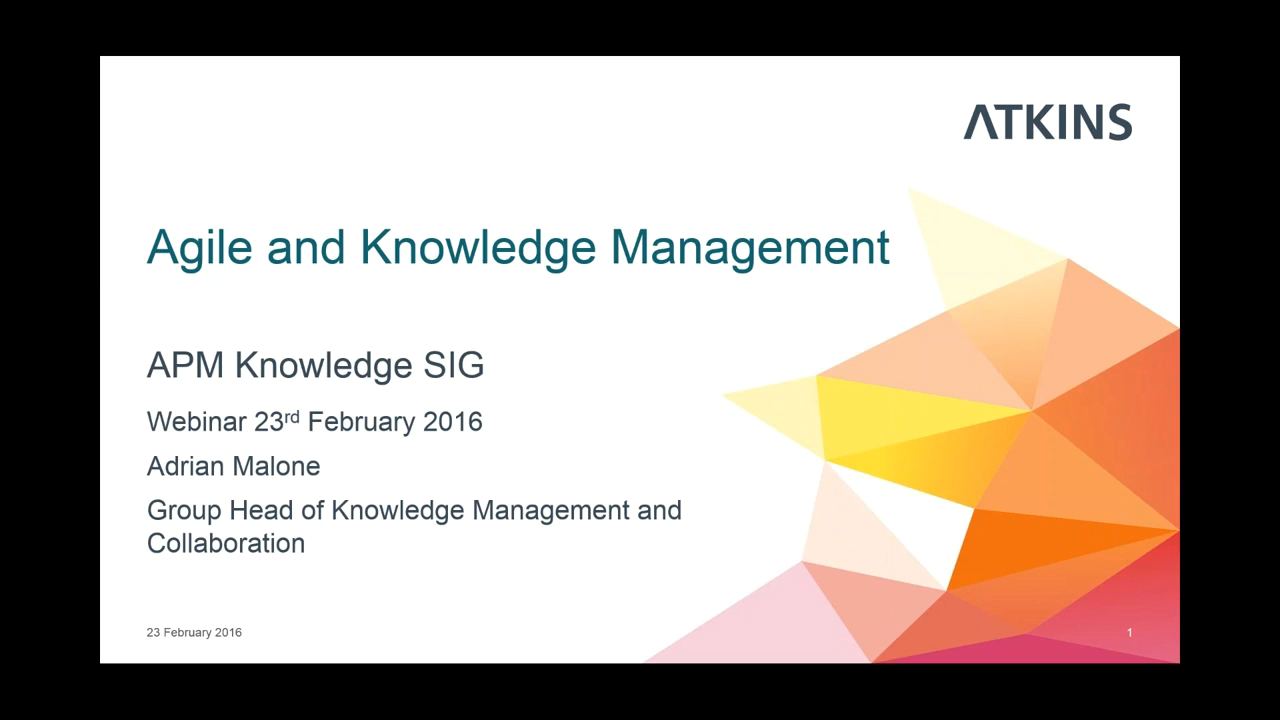 ATKINS
Agile and Knowledge Management
APM Knowledge SIG
Webinar 23rd February 2016
Adrian Malone
Group Head of Knowledge Management and
Collaboration
23 February 2016
1